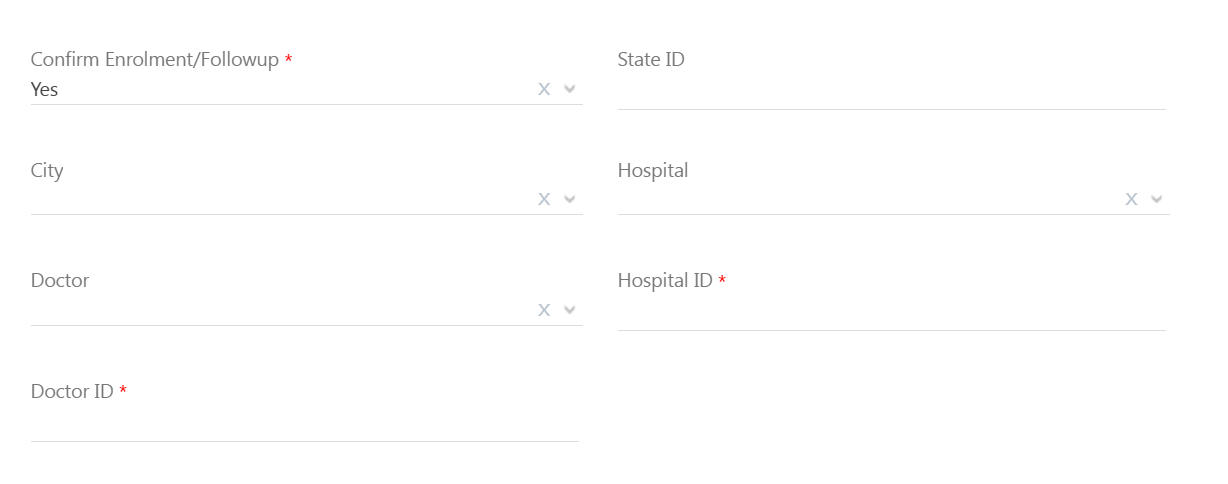 Confirm Enrolment/Followup *
State ID
Yes
X
City
Hospital
X
X
Doctor
Hospital ID *
X
Doctor ID *